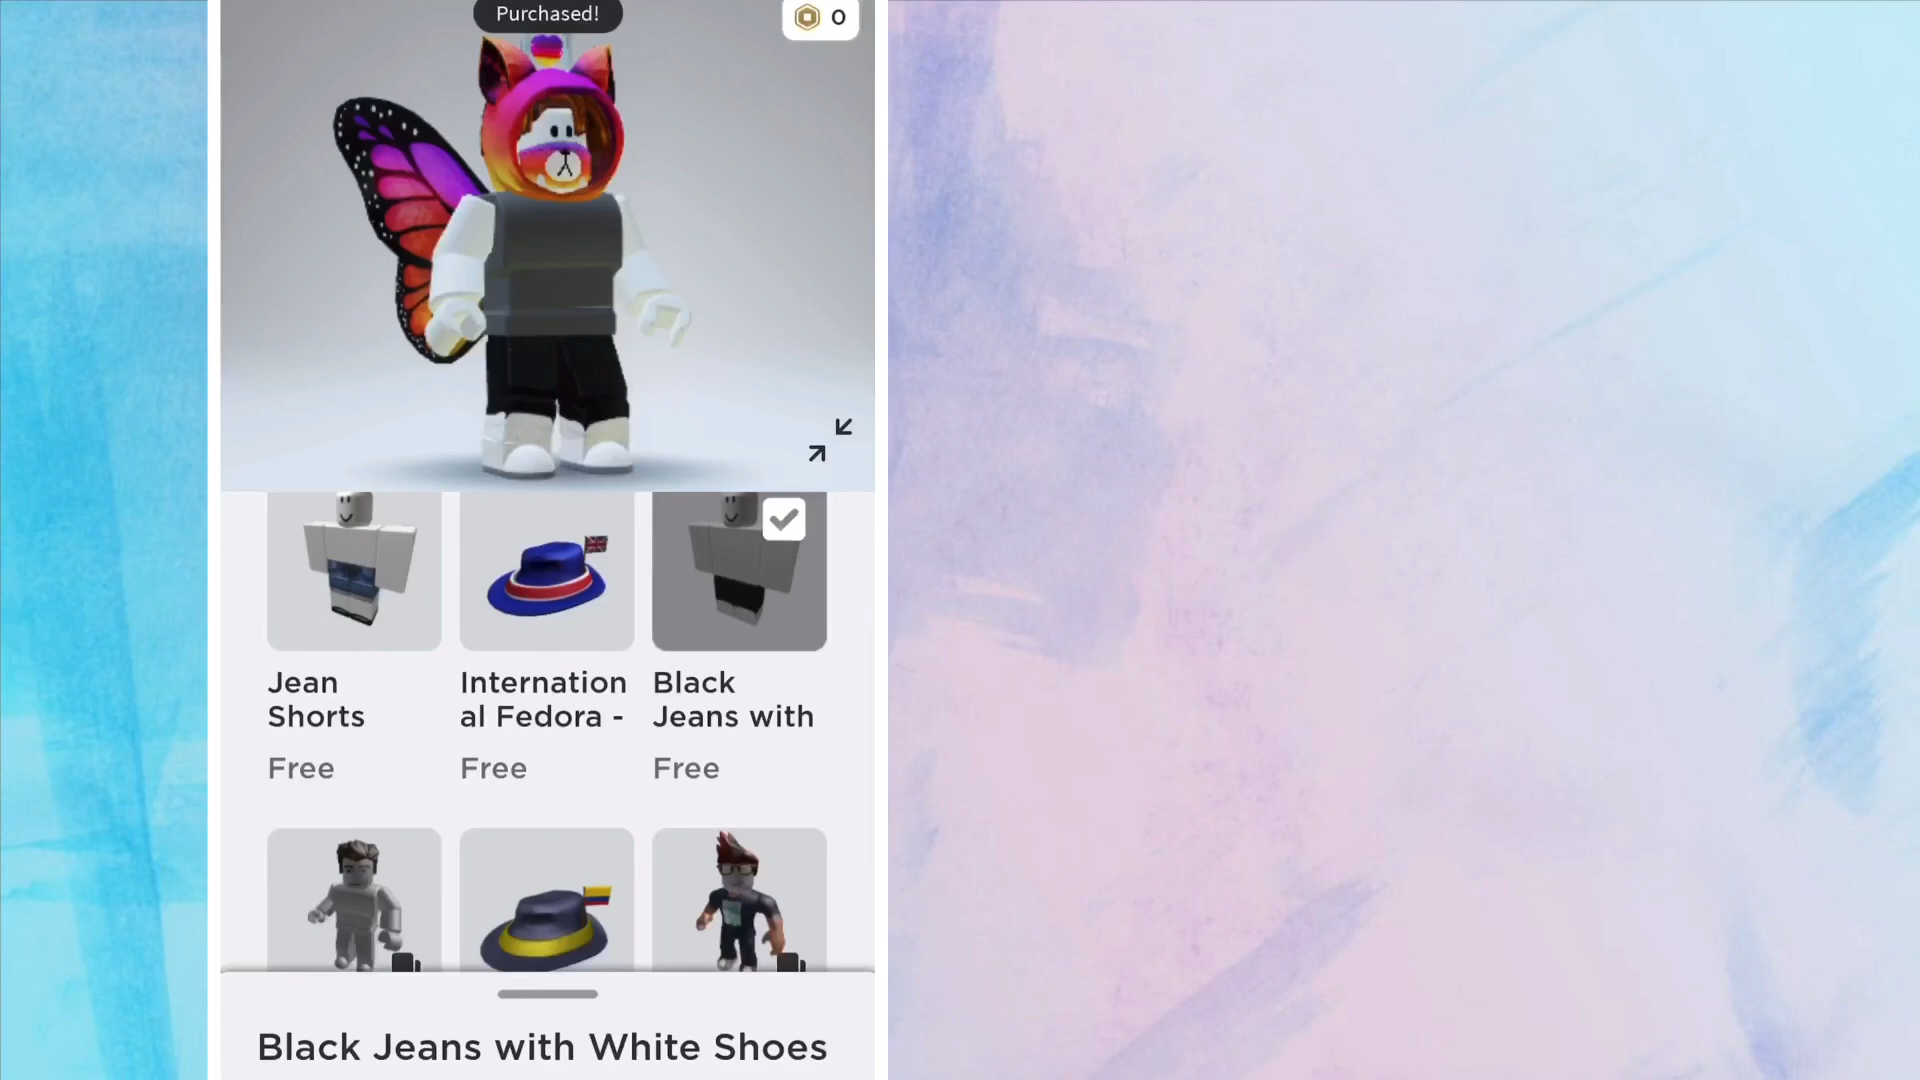 Purchased!
0
Jean
Shorts
Free
Internation
al Fedora -
Free
Black
Jeans with
Free
Black Jeans with White Shoes